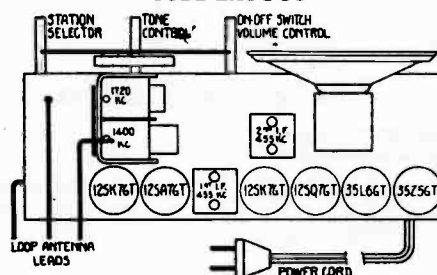 STATION
SELECTOR
TONE
CONTROL
ON-OFF SWITCH
VOLUME CONTROL
1720
KC
1400
KC
2ND I.F.
455 KC
1ST I.F.
455 KC
12SK7GT
12SA7GT
12SK7GT
12SQ7GT
35L6GT
35Z5GT
LOOP ANTENNA
LEADS
POWER CORD